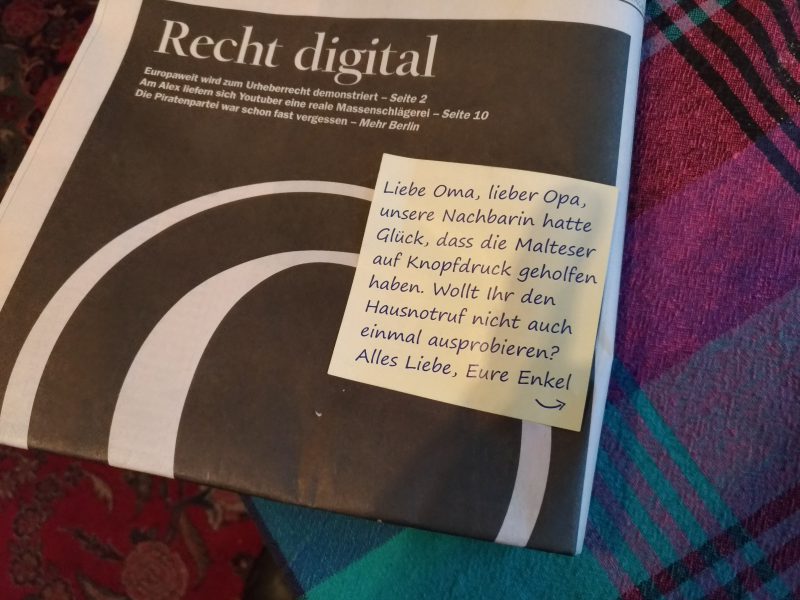 Recht digital
Europaweit wird zum Urheberrecht demonstriert – Seite 2
Am Alex liefern sich Youtuber eine reale Massenschlägerei – Seite 10
Die Piratenpartei war schon fast vergessen – Mehr Berlin
Liebe Oma, lieber Opa,
unsere Nachbarin hatte
Glück, dass die Malteser
auf Knopfdruck geholfen
haben. Wollt Ihr den
Hausnotruf nicht auch
einmal ausprobieren?
Alles Liebe, Eure Enkel